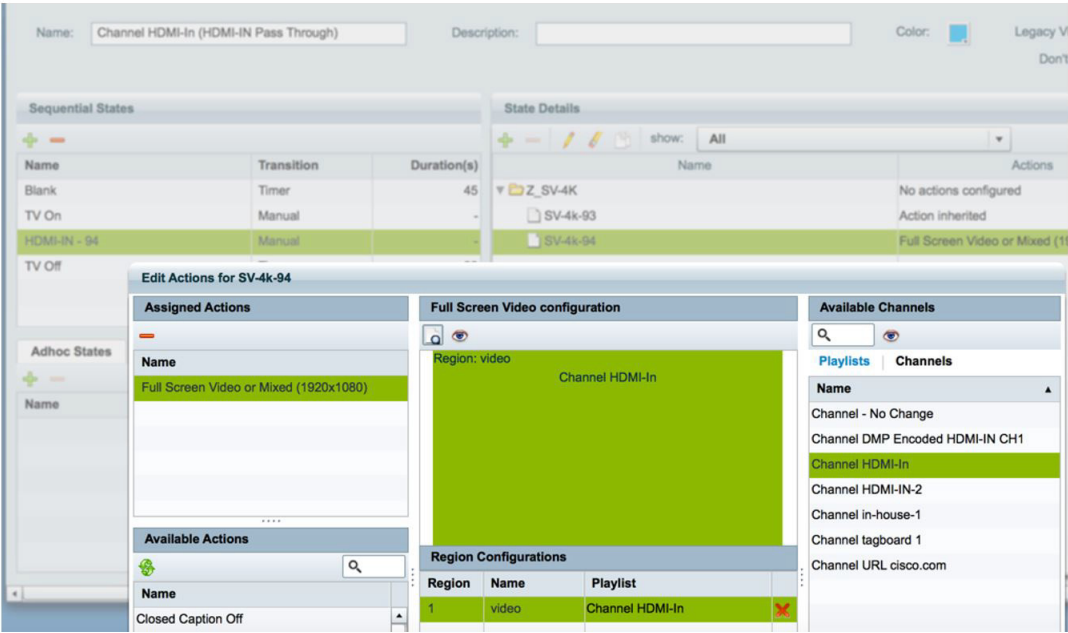 Name: Channel HDMI-In (HDMI-IN Pass Through) Description: Color: Legacy V
Don't
Sequential States State Details
show: All
Name Transition Duration(s) Name Actions
Blank Timer 45 Z_SV-4K No actions configured
TV On Manual - SV-4k-93 Action inherited
HDMI-IN - 94 Manual - SV-4k-94 Full Screen Video or Mixed (19
TV Off
Edit Actions for SV-4k-94
Assigned Actions Full Screen Video configuration Available Channels
Adhoc States
Name Region: video Playlists Channels
Full Screen Video or Mixed (1920x1080) Channel HDMI-In Name
Name
Channel - No Change
Channel DMP Encoded HDMI-IN CH1
Channel HDMI-In
Channel HDMI-IN-2
Channel in-house-1
Available Actions Channel tagboard 1
Region Configurations Channel URL cisco.com
Name Region Name Playlist
Closed Caption Off 1 video Channel HDMI-In